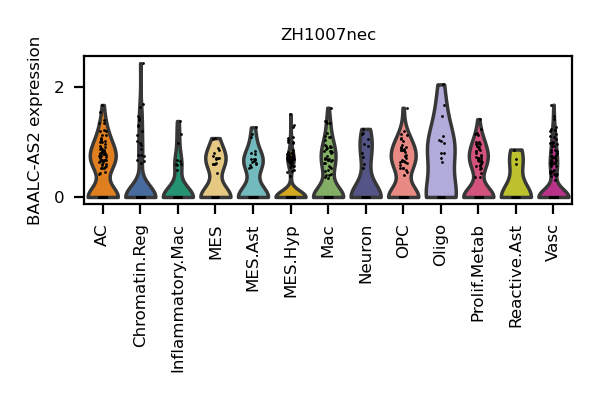 ZH1007nec
BAALC-AS2 expression
2
0
AC
Chromatin.Reg
Inflammatory.Mac
MES
MES.Ast
MES.Hyp
Mac
Neuron
OPC
Oligo
Prolif.Metab
Reactive.Ast
Vasc